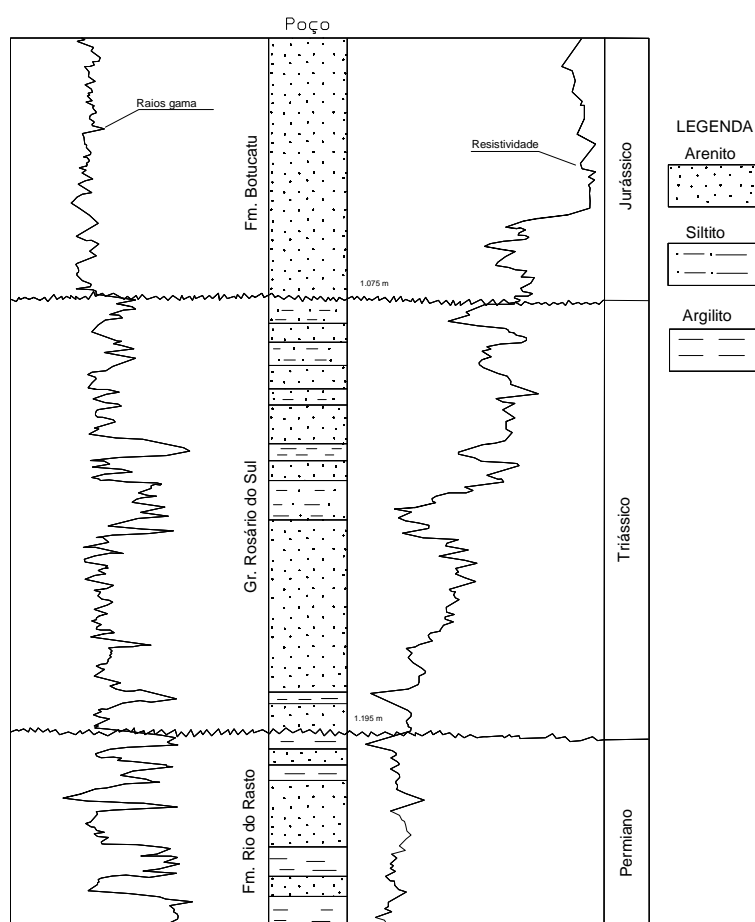 Poço
Raios gama
Resistividade
Fm. Botucatu
Jurássico
1.075 m
Gr. Rosário do Sul
Triássico
1.195 m
Fm. Rio do Rasto
Permiano
LEGENDA
Arenito
Siltito
Argilito